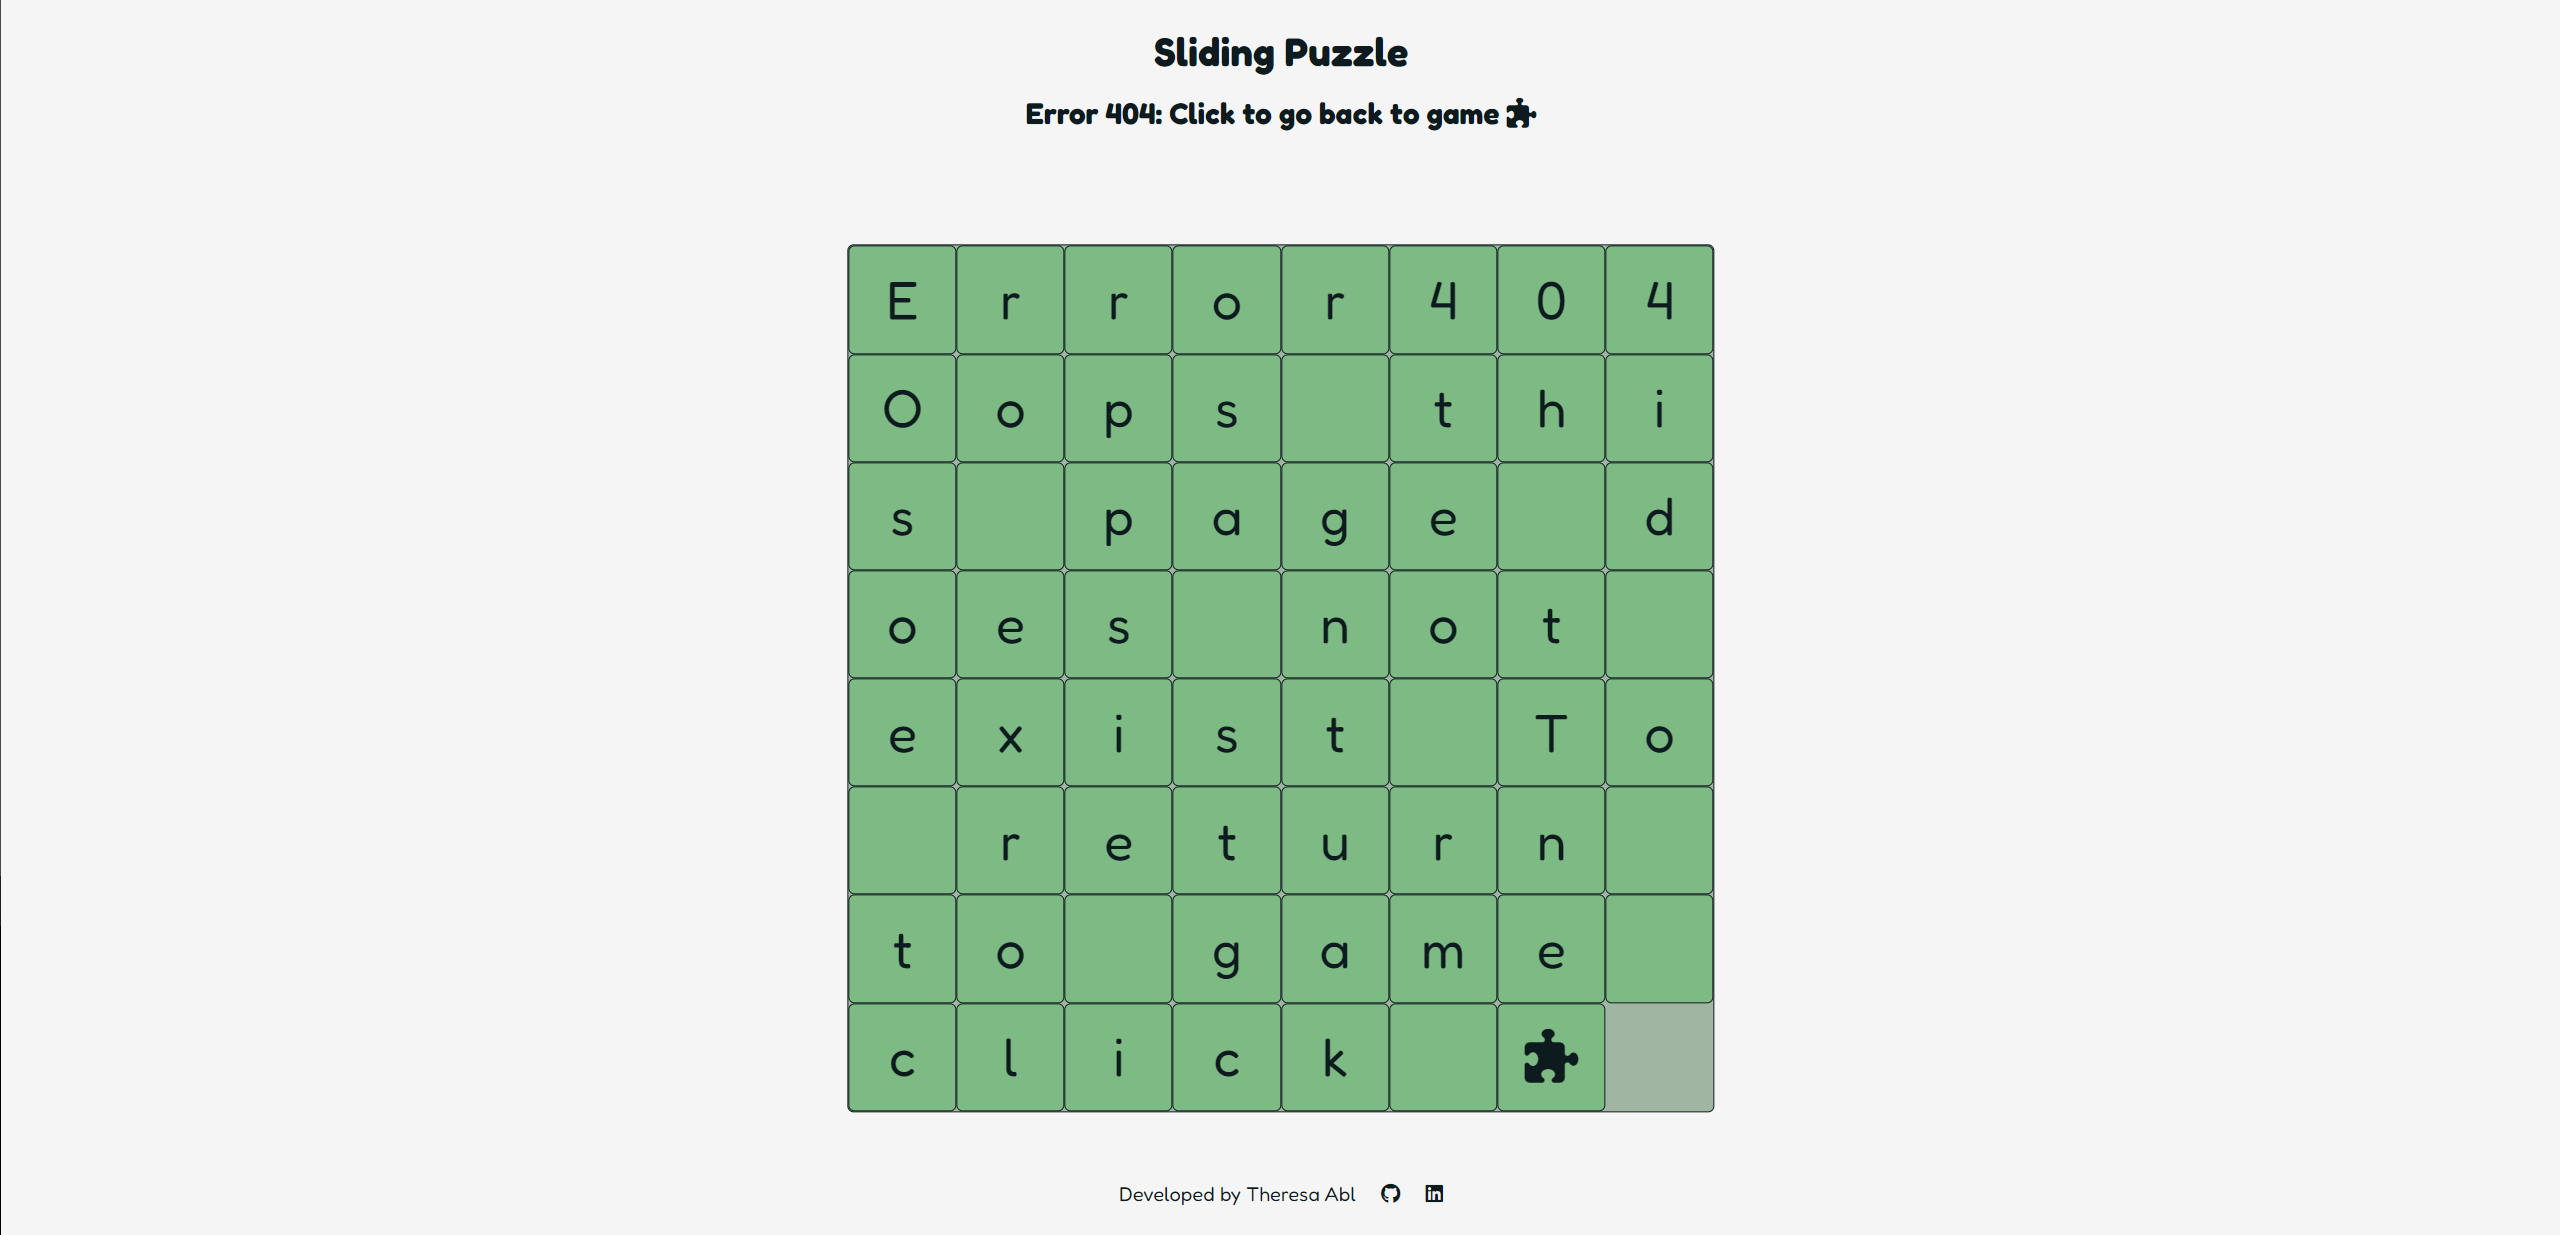 Sliding Puzzle
Error 404: Click to go back to game
E r r o r 4 0 4
O o p s t h i
s p a g e d
o e s n o t
e x i s t T o
r e t u r n
t o g a m e
c l i c k
Developed by Theresa Abl